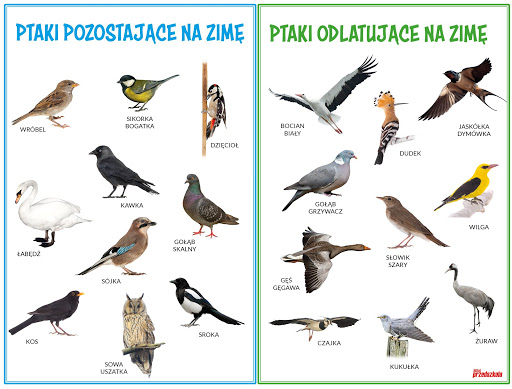 PTAKI POZOSTAJĄCE NA ZIMĘ
WRÓBEL
SIKORKA
BOGATKA
DZIĘCIOŁ
KAWKA
ŁABĘDŹ
GOŁĄB
SKALNY
SÓJKA
KOS
SOWA
USZATKA
SROKA
PTAKI ODLATUJĄCE NA ZIMĘ
BOCIAN
BIAŁY
DUDEK
JASKÓŁKA
DYMÓWKA
GOŁĄB
GRZYWACZ
SŁOWIK
SZARY
WILGA
GĘŚ
GĘGAWA
CZAJKA
KUKUŁKA
ŻURAW
przedszkola